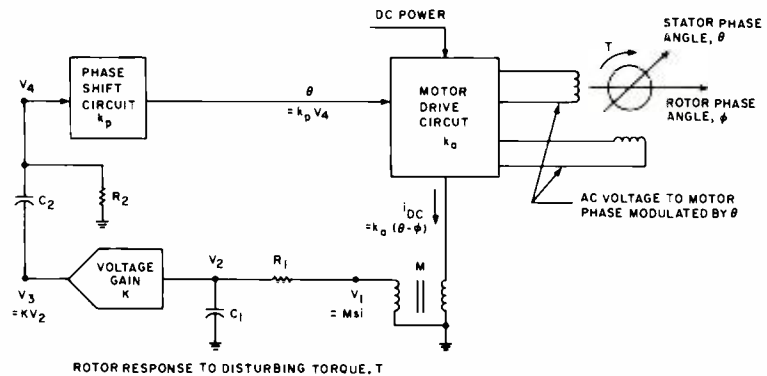 DC POWER
STATOR PHASE
ANGLE, θ
T
V4
PHASE
SHIFT
CIRCUIT
kp
θ
= kp V4
MOTOR
DRIVE
CIRCUT
ka
ROTOR PHASE
ANGLE, ϕ
C2
R2
iDC
=ka (θ-ϕ)
AC VOLTAGE TO MOTOR
PHASE MODULATED BY θ
VOLTAGE
GAIN
K
V2
R1
M
V3
=KV2
C1
V1
= Msi
ROTOR RESPONSE TO DISTURBING TORQUE, T